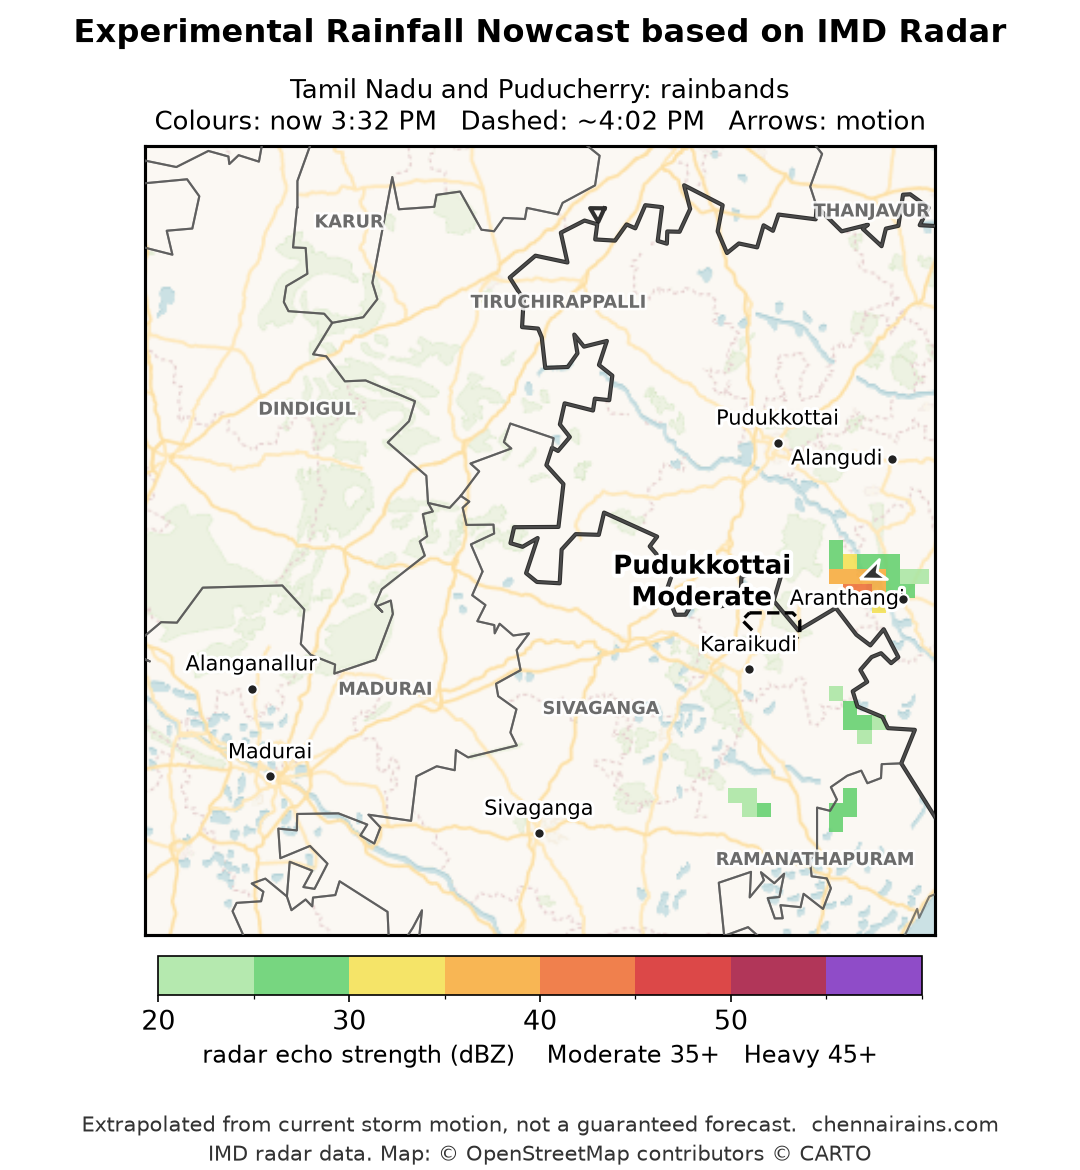 Experimental Rainfall Nowcast based on IMD Radar
Tamil Nadu and Puducherry: rainbands
Colours: now 3:32 PM   Dashed: ~4:02 PM   Arrows: motion
THANJAVUR
KARUR
TIRUCHIRAPPALLI
DINDIGUL
Pudukkottai
Alangudi
Pudukkottai
Moderate
Aranthangi
Karaikudi
Alanganallur
MADURAI
SIVAGANGA
Madurai
Sivaganga
RAMANATHAPURAM
20 30 40 50
radar echo strength (dBZ)   Moderate 35+   Heavy 45+
Extrapolated from current storm motion, not a guaranteed forecast.  chennairains.com
IMD radar data. Map: © OpenStreetMap contributors © CARTO